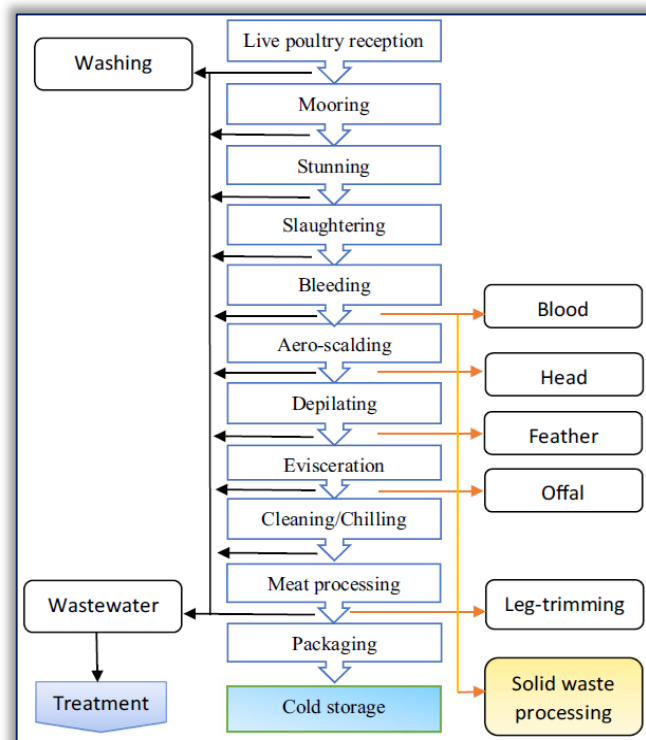 Live poultry reception
Washing
Mooring
Stunning
Slaughtering
Bleeding
Blood
Aero-scalding
Head
Depilating
Feather
Evisceration
Offal
Cleaning/Chilling
Meat processing
Wastewater
Leg-trimming
Packaging
Treatment
Cold storage
Solid waste
processing